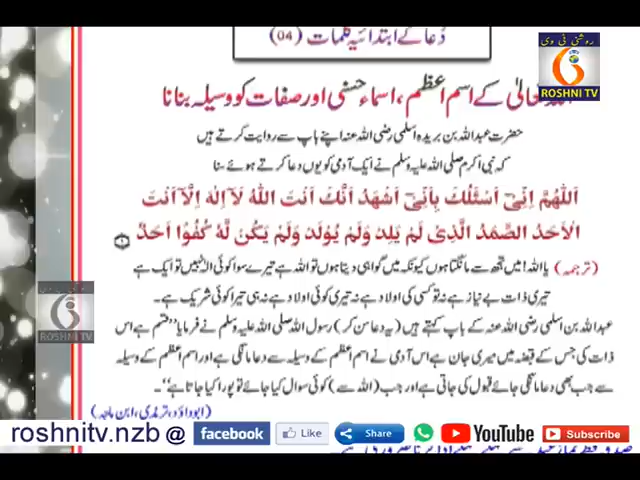 دُعا کے ابتدائیہ کلمات (04)
روشنی ٹی وی
ROSHNI TV
اللہ تعالیٰ کے اسم اعظم، اسماء حسنیٰ اور صفات کو وسیلہ بنانا
حضرت عبداللہ بن بریدہ اسلمی رضی اللہ عنہ اپنے باپ سے روایت کرتے ہیں
کہ نبی اکرم صلی اللہ علیہ وسلم نے ایک آدمی کو یوں دعا کرتے ہوئے سنا
اَللّٰهُمَّ اِنِّیْ اَسْئَلُكَ بِاَنِّیْ اَشْهَدُ اَنَّكَ اَنْتَ اللّٰهُ لَآ اِلٰهَ اِلَّآ اَنْتَ
الْاَحَدُ الصَّمَدُ الَّذِیْ لَمْ یَلِدْ وَلَمْ یُوْلَدْ وَلَمْ یَكُنْ لَّهٗ كُفُوًا اَحَدٌ
(ترجمہ) یا اللہ! میں تجھ سے مانگتا ہوں کیونکہ میں گواہی دیتا ہوں تو اللہ ہے تیرے سوا کوئی الٰہ نہیں تو ایک ہے
تیری ذات بے نیاز ہے نہ تو کسی کی اولاد ہے نہ تیری کوئی اولاد ہے نہ ہی تیرا کوئی شریک ہے۔
ROSHNI TV
عبداللہ بن اسلمی رضی اللہ عنہ کے باپ کہتے ہیں (یہ دعا سن کر) رسول اللہ صلی اللہ علیہ وسلم نے فرمایا ”قسم ہے اس
ذات کی جس کے قبضہ میں میری جان ہے اس آدمی نے اسم اعظم کے وسیلہ سے دعا مانگی ہے اور اسم اعظم کے وسیلہ
سے جب بھی دعا مانگی جائے قبول کی جاتی ہے اور جب (اللہ سے) کوئی سوال کیا جائے تو پورا کیا جاتا ہے“۔
(ابوداؤد، ترمذی، ابن ماجہ)
roshnitv.nzb @ facebook Like Share YouTube Subscribe